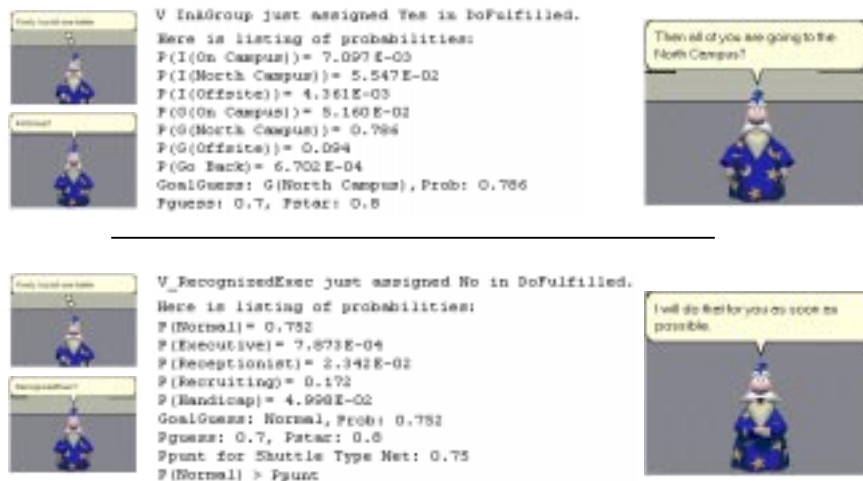 V InAGroup just assigned Yes in DoFulfilled.
Here is listing of probabilities:
P(I(On Campus))= 7.097E-03
P(I(North Campus))= 5.547E-02
P(I(Offsite))= 4.361E-03
P(G(On Campus))= 5.160E-02
P(G(North Campus))= 0.786
P(G(Offsite))= 0.094
P(Go Back)= 6.702E-04
GoalGuess: G(North Campus), Prob: 0.786
Pguess: 0.7, Pstar: 0.8
InAGroup?
Then all of you are going to the
North Campus?
V_RecognizedExec just assigned No in DoFulfilled.
Here is listing of probabilities:
P(Normal)= 0.752
P(Executive)= 7.873E-04
P(Receptionist)= 2.342E-02
P(Recruiting)= 0.172
P(Handicap)= 4.998E-02
GoalGuess: Normal, Prob: 0.752
Pguess: 0.7, Pstar: 0.8
Ppunt for Shuttle Type Net: 0.75
P(Normal) > Ppunt
RecognizedExec?
I will do that for you as soon as
possible.